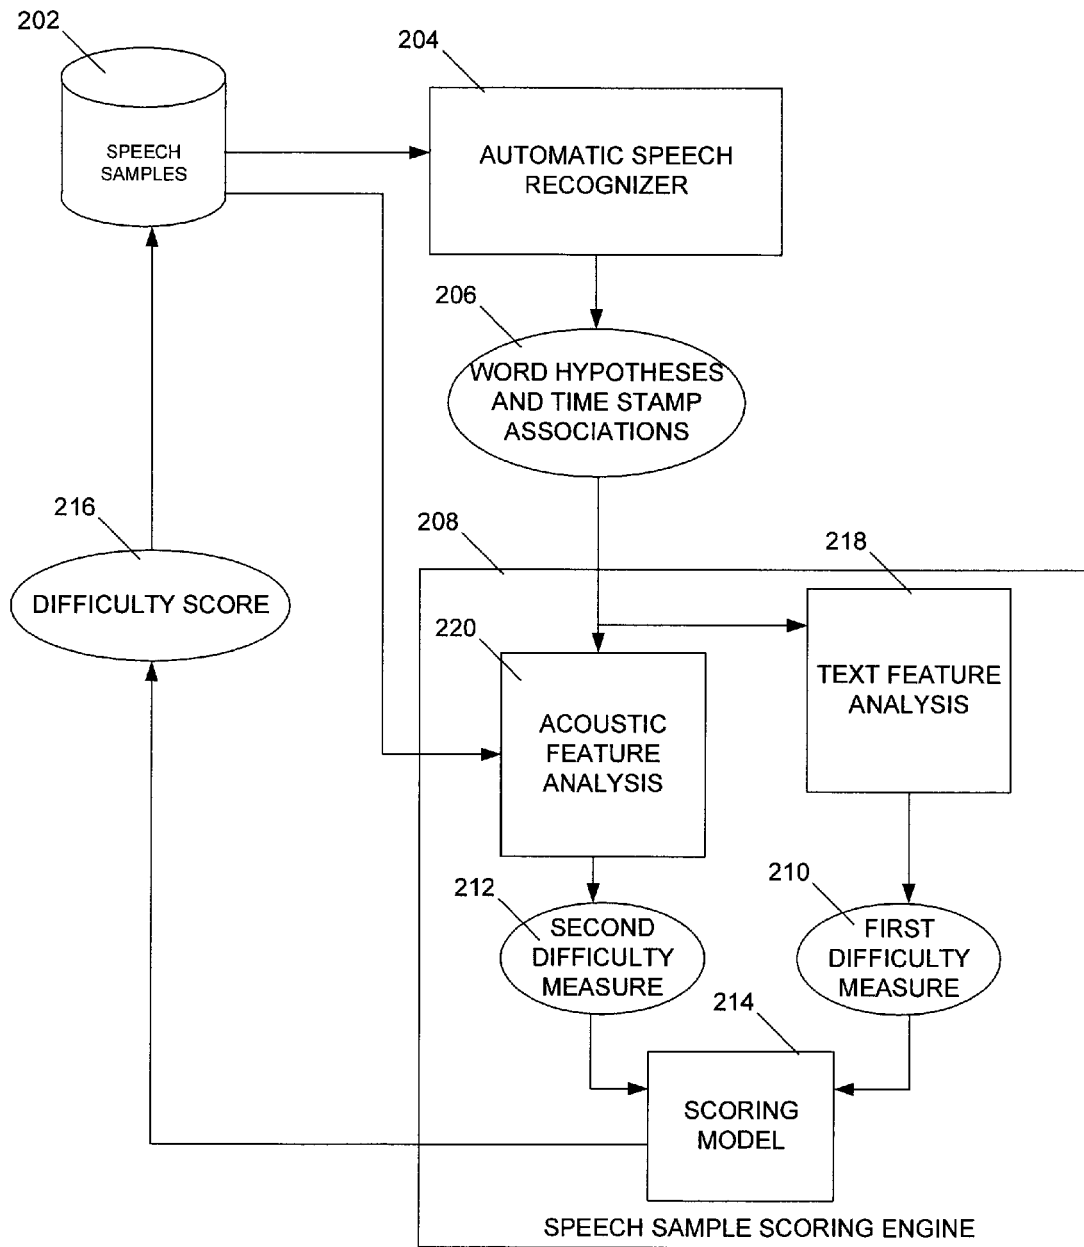 202
204
SPEECH
SAMPLES
AUTOMATIC SPEECH
RECOGNIZER
206
WORD HYPOTHESES
AND TIME STAMP
ASSOCIATIONS
216
208
218
DIFFICULTY SCORE
220
TEXT FEATURE
ANALYSIS
ACOUSTIC
FEATURE
ANALYSIS
212
210
SECOND
DIFFICULTY
MEASURE
FIRST
DIFFICULTY
MEASURE
214
SCORING
MODEL
SPEECH SAMPLE SCORING ENGINE